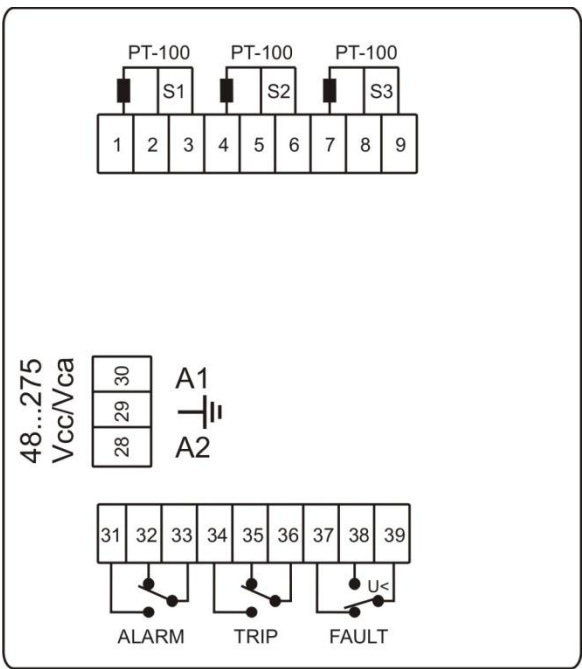 PT-100 PT-100 PT-100
S1 S2 S3
1 2 3 4 5 6 7 8 9
48...275
Vcc/Vca
30 A1
29
28 A2
31 32 33 34 35 36 37 38 39
U<
ALARM TRIP FAULT